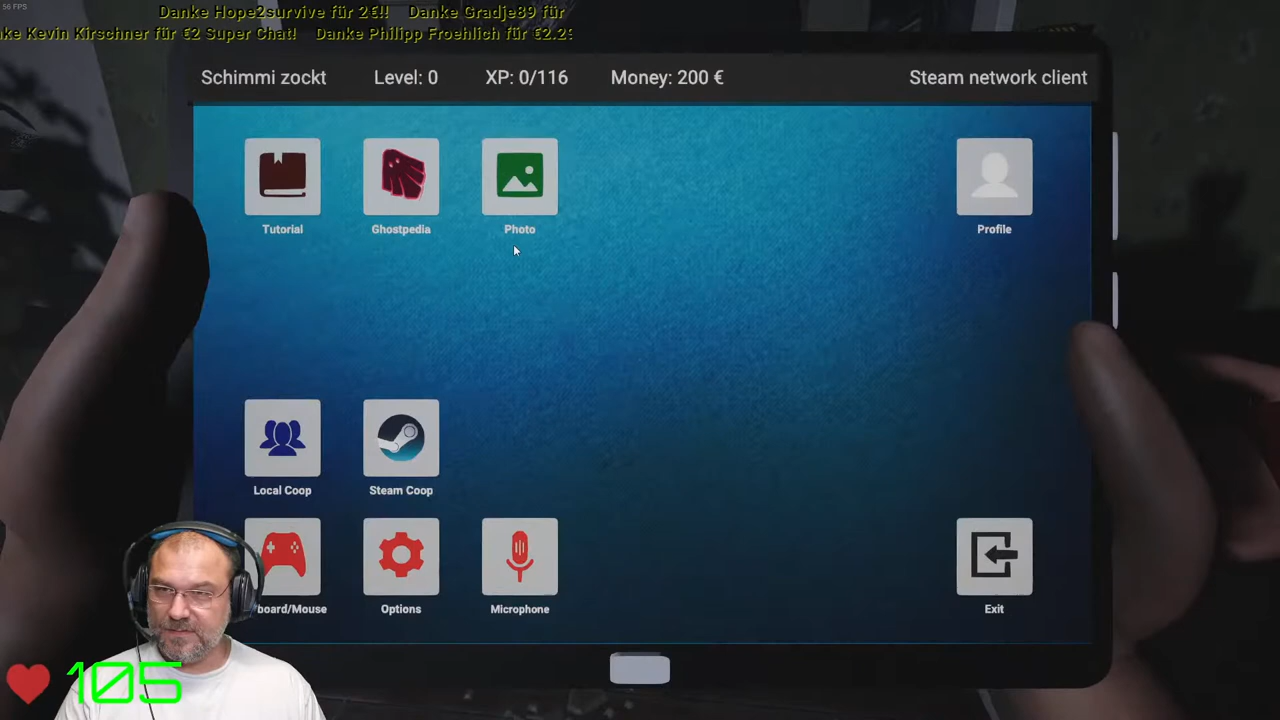 56 FPS
Danke Hope2survive für 2€!! Danke Gradje89 für
ke Kevin Kirschner für €2 Super Chat! Danke Philipp Froehlich für €2.2
Schimmi zockt Level: 0 XP: 0/116 Money: 200 € Steam network client
Tutorial Ghostpedia Photo Profile
Local Coop Steam Coop
board/Mouse Options Microphone Exit
105